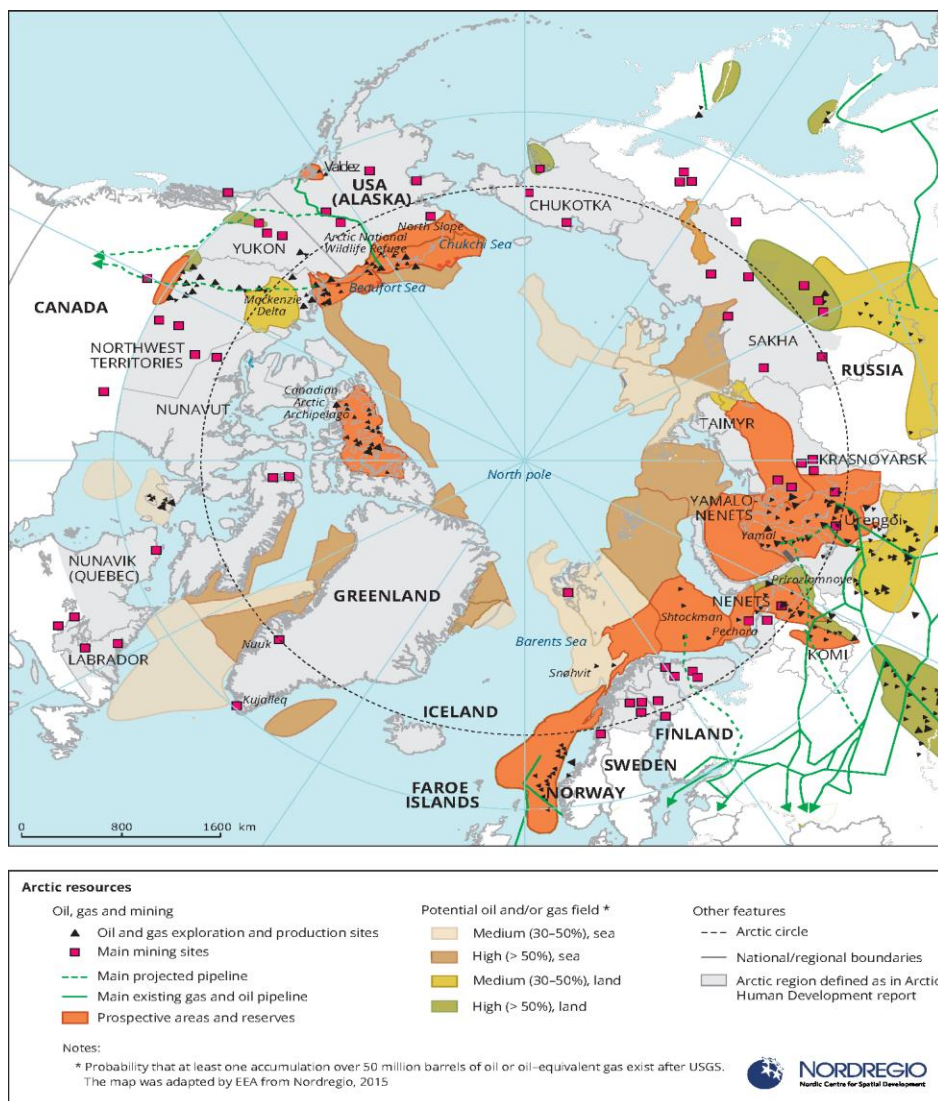 Valdez
USA
(ALASKA)
CHUKOTKA
North Slope
Arctic National
Wildlife Refuge
Chukchi Sea
YUKON
Beaufort Sea
Mackenzie
Delta
CANADA
NORTHWEST
TERRITORIES
SAKHA
RUSSIA
NUNAVUT
Canadian
Arctic
Archipelago
TAIMYR
KRASNOYARSK
North pole
YAMALO-
NENETS
Urengoi
Yamal
NUNAVIK
(QUEBEC)
Prirozlomnoye
GREENLAND
NENETS
Shtockman
Pechora
Barents Sea
KOMI
LABRADOR
Nuuk
Snøhvit
Kujalleq
ICELAND
FINLAND
SWEDEN
FAROE
ISLANDS
NORWAY
0 800 1600 km
Arctic resources
Oil, gas and mining
Oil and gas exploration and production sites
Main mining sites
Main projected pipeline
Main existing gas and oil pipeline
Prospective areas and reserves
Potential oil and/or gas field *
Medium (30–50%), sea
High (> 50%), sea
Medium (30–50%), land
High (> 50%), land
Other features
Arctic circle
National/regional boundaries
Arctic region defined as in Arctic
Human Development report
Notes:
* Probability that at least one accumulation over 50 million barrels of oil or oil–equivalent gas exist after USGS.
The map was adapted by EEA from Nordregio, 2015
NORDREGIO
Nordic Centre for Spatial Development